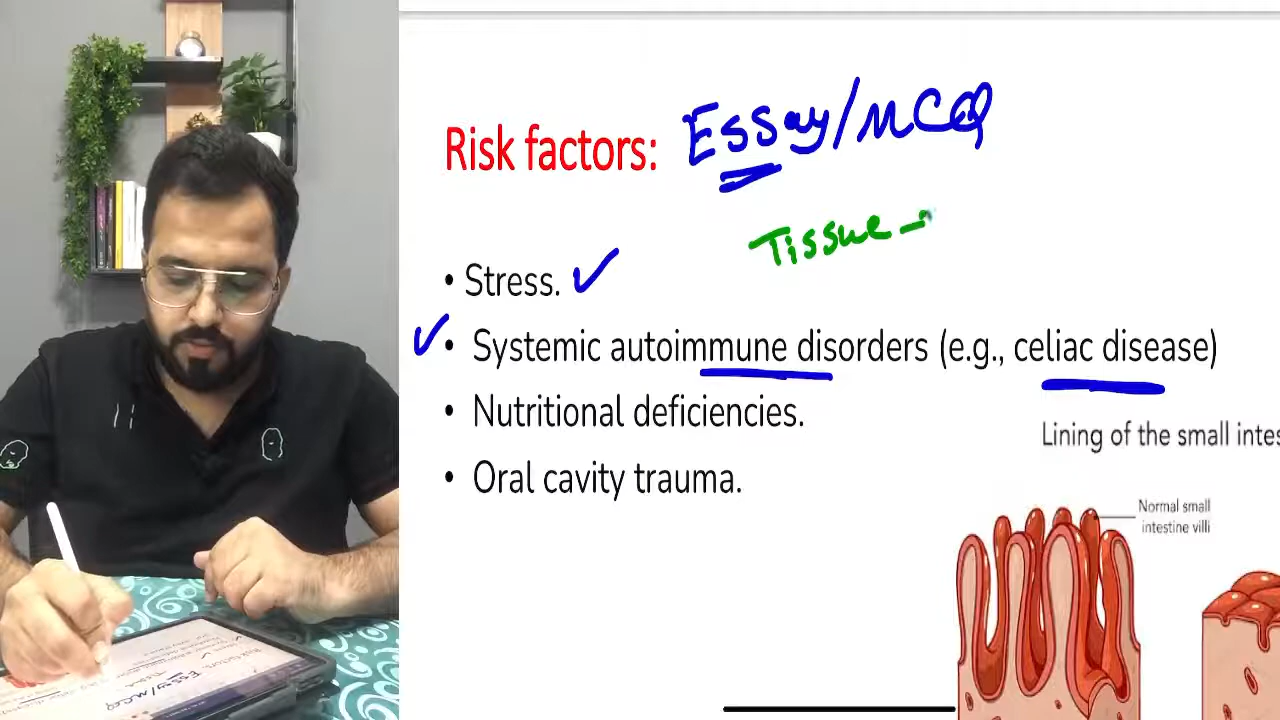 Risk factors: Essay/MCQ
Tissue -
• Stress. ✓
✓ • Systemic autoimmune disorders (e.g., celiac disease)
• Nutritional deficiencies.
Lining of the small intes
• Oral cavity trauma.
Normal small
intestine villi